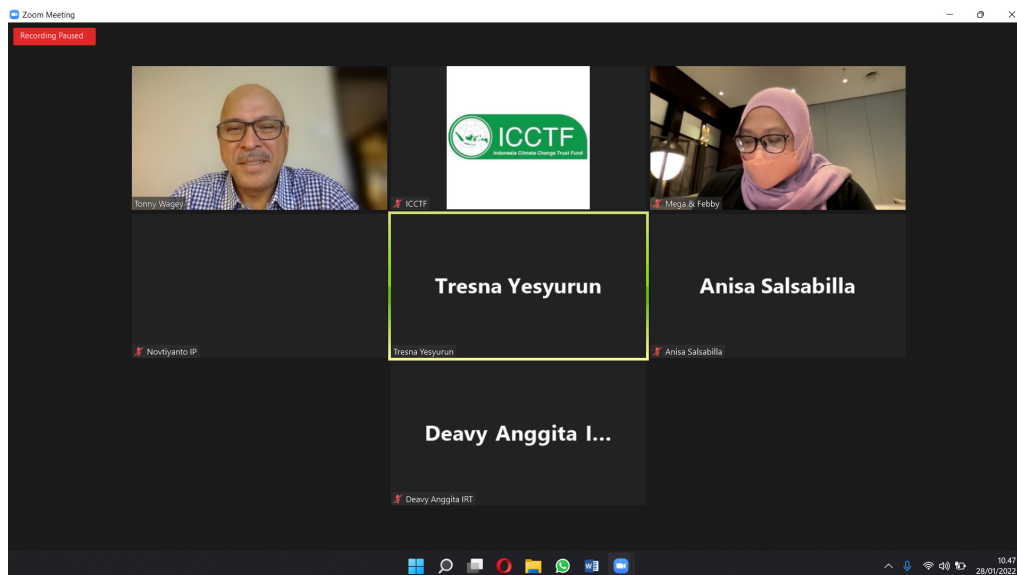 Zoom Meeting
Recording Paused
Tonny Wagey
ICCTF
Indonesia Climate Change Trust Fund
ICCTF
Mega & Febby
Novtiyanto IP
Tresna Yesyurun
Tresna Yesyurun
Anisa Salsabilla
Anisa Salsabilla
Deavy Anggita I...
Deavy Anggita IRT
10.47
28/01/2022